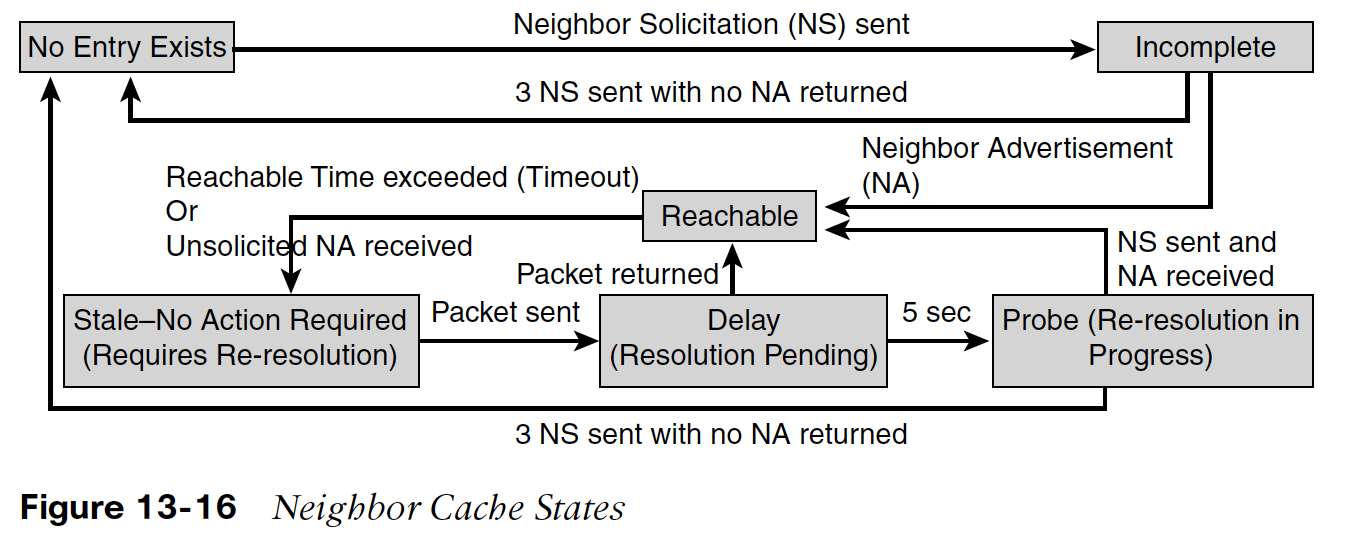 Neighbor Solicitation (NS) sent
No Entry Exists
Incomplete
3 NS sent with no NA returned
Neighbor Advertisement
(NA)
Reachable Time exceeded (Timeout)
Or
Unsolicited NA received
Reachable
NS sent and
NA received
Packet returned
Stale–No Action Required
(Requires Re-resolution)
Packet sent
Delay
(Resolution Pending)
5 sec
Probe (Re-resolution in
Progress)
3 NS sent with no NA returned
Figure 13-16 Neighbor Cache States